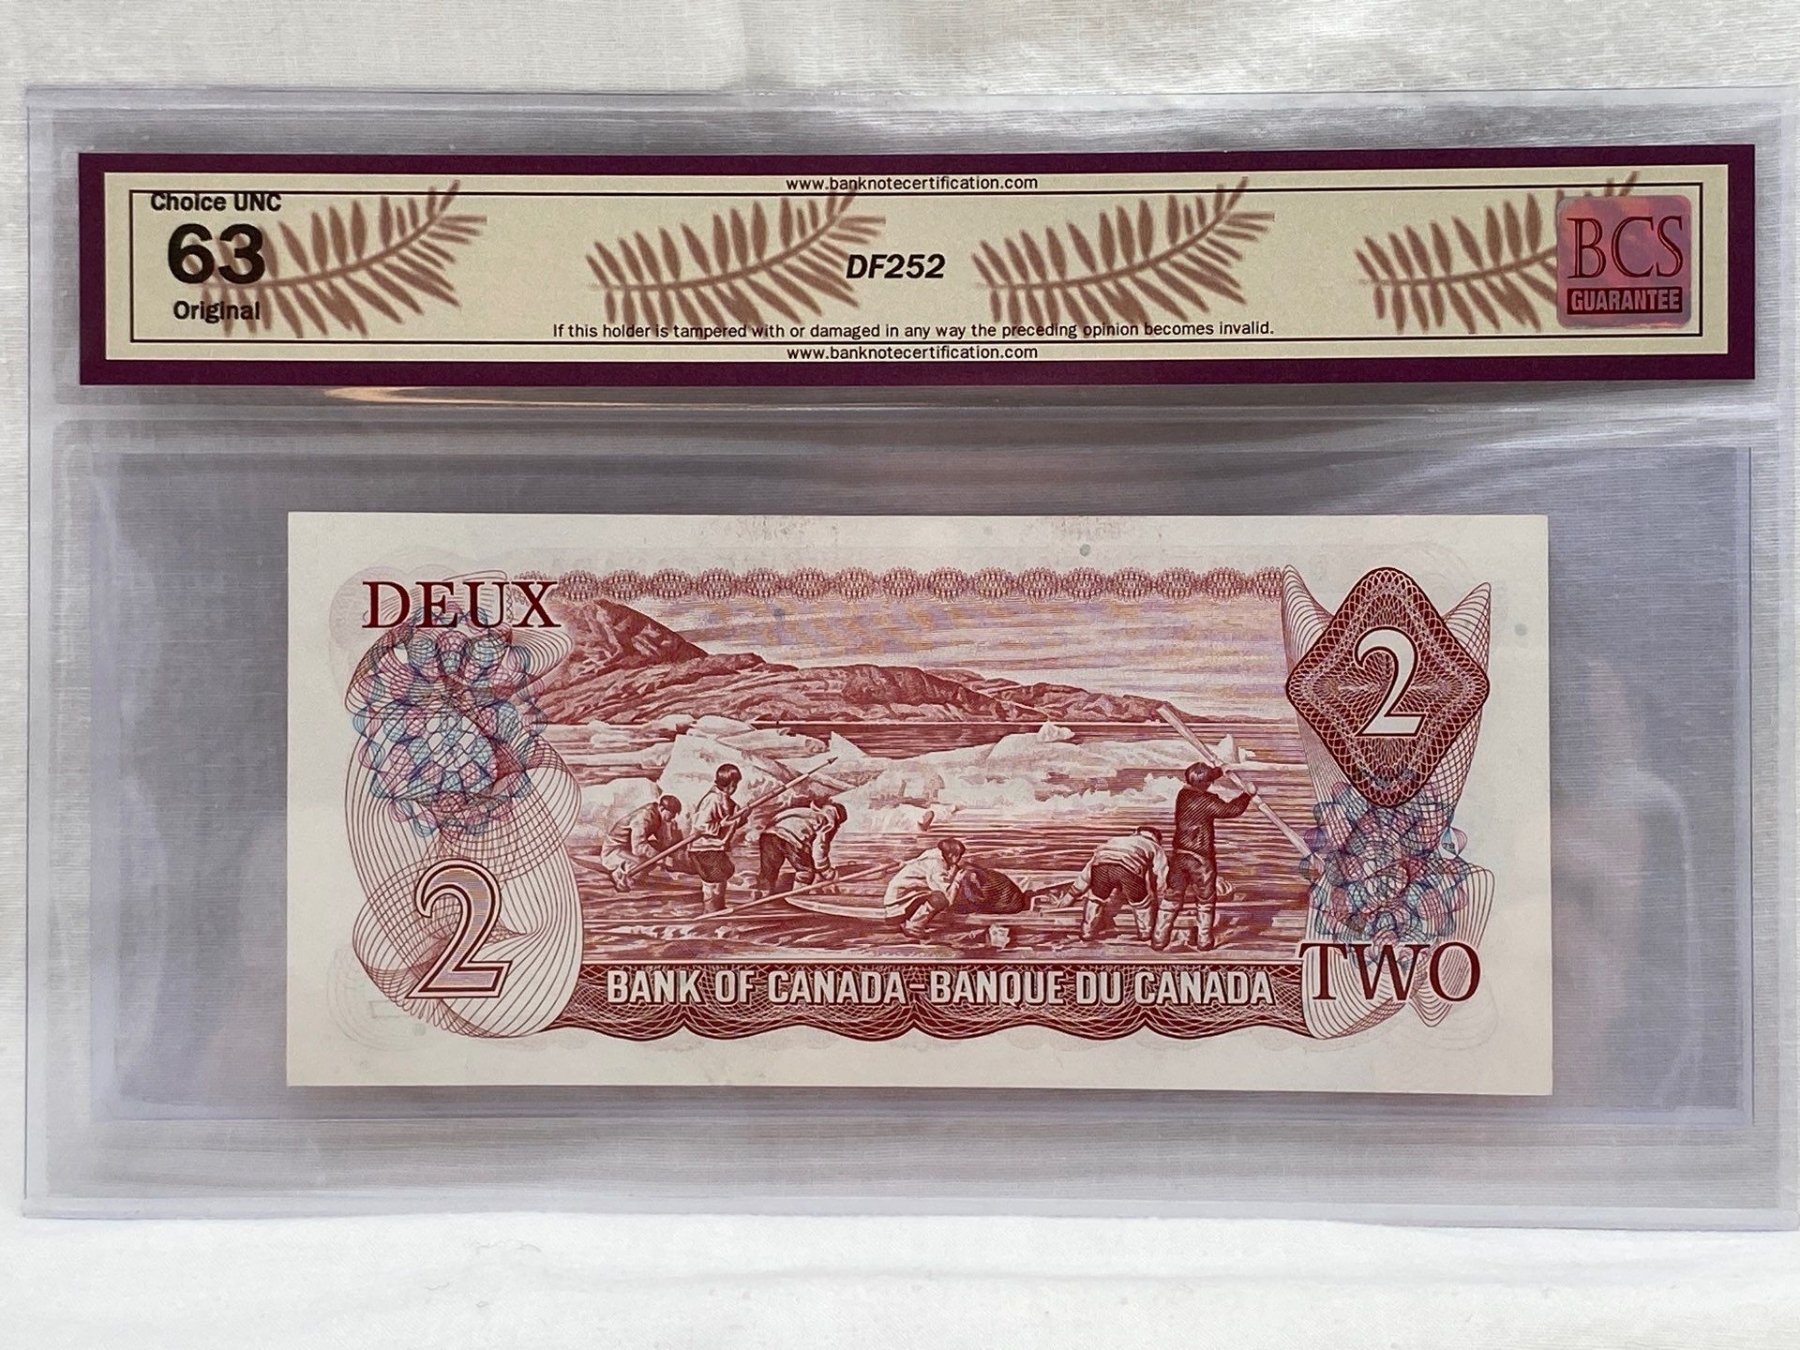 www.banknotecertification.com
Choice UNC
63
Original
DF252
BCS
GUARANTEE
If this holder is tampered with or damaged in any way the preceding opinion becomes invalid.
www.banknotecertification.com
DEUX
2
2
BANK OF CANADA-BANQUE DU CANADA
TWO